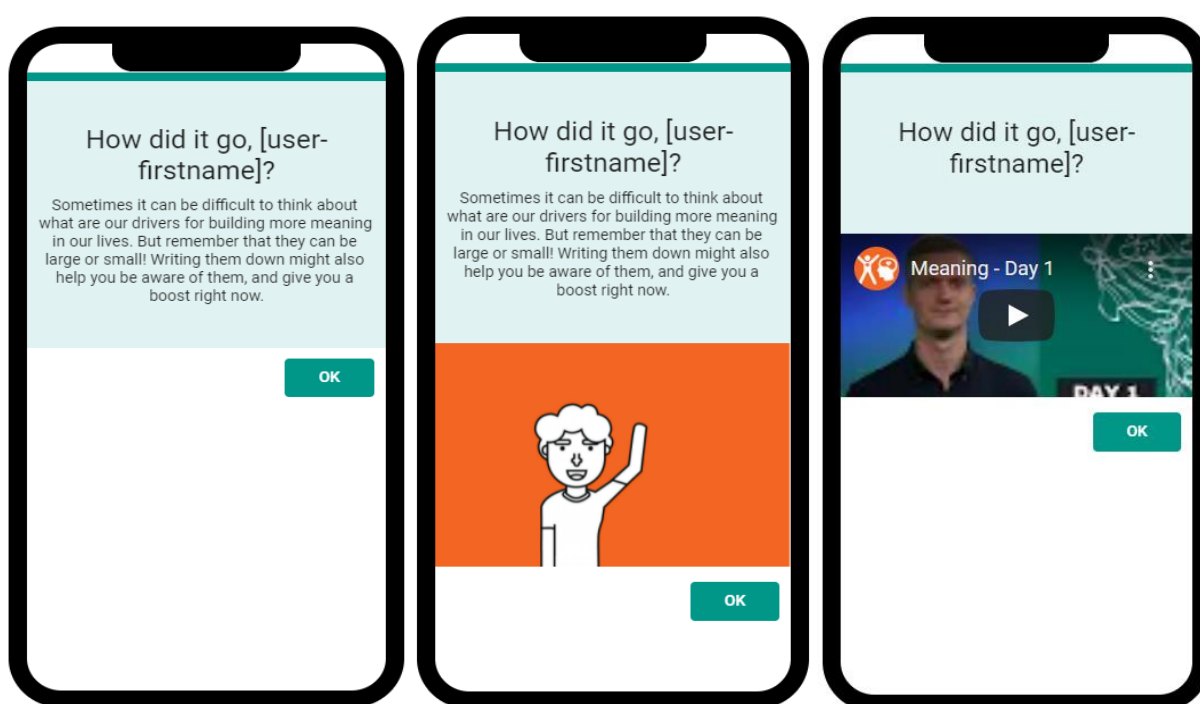 How did it go, [user-
firstname]?
Sometimes it can be difficult to think about
what are our drivers for building more meaning
in our lives. But remember that they can be
large or small! Writing them down might also
help you be aware of them, and give you a
boost right now.
OK
How did it go, [user-
firstname]?
Sometimes it can be difficult to think about
what are our drivers for building more meaning
in our lives. But remember that they can be
large or small! Writing them down might also
help you be aware of them, and give you a
boost right now.
OK
How did it go, [user-
firstname]?
Meaning - Day 1
DAY 1
OK